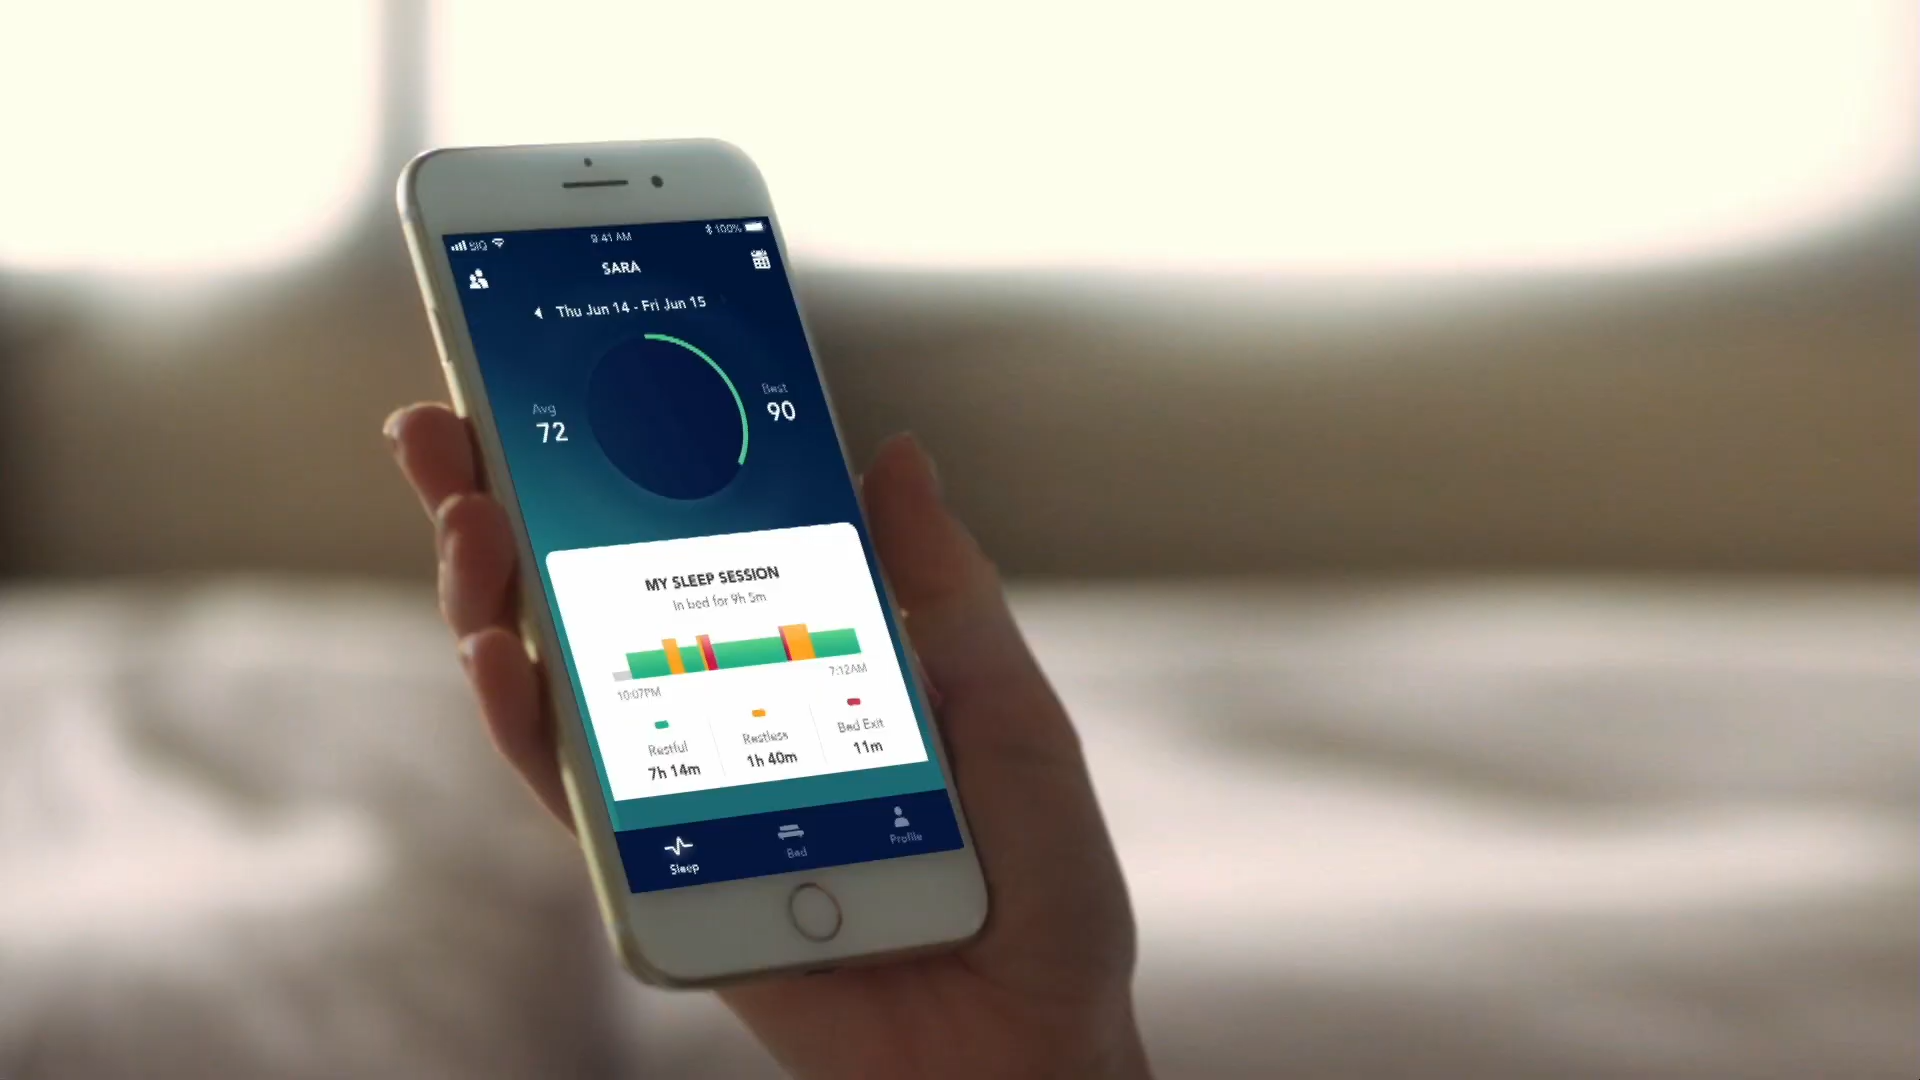 SIQ 9:41 AM 100%
SARA
Thu Jun 14 - Fri Jun 15
Avg
72
Best
90
MY SLEEP SESSION
In bed for 9h 5m
10:07PM
7:12AM
Restful
7h 14m
Restless
1h 40m
Bed Exit
11m
Sleep
Bed
Profile